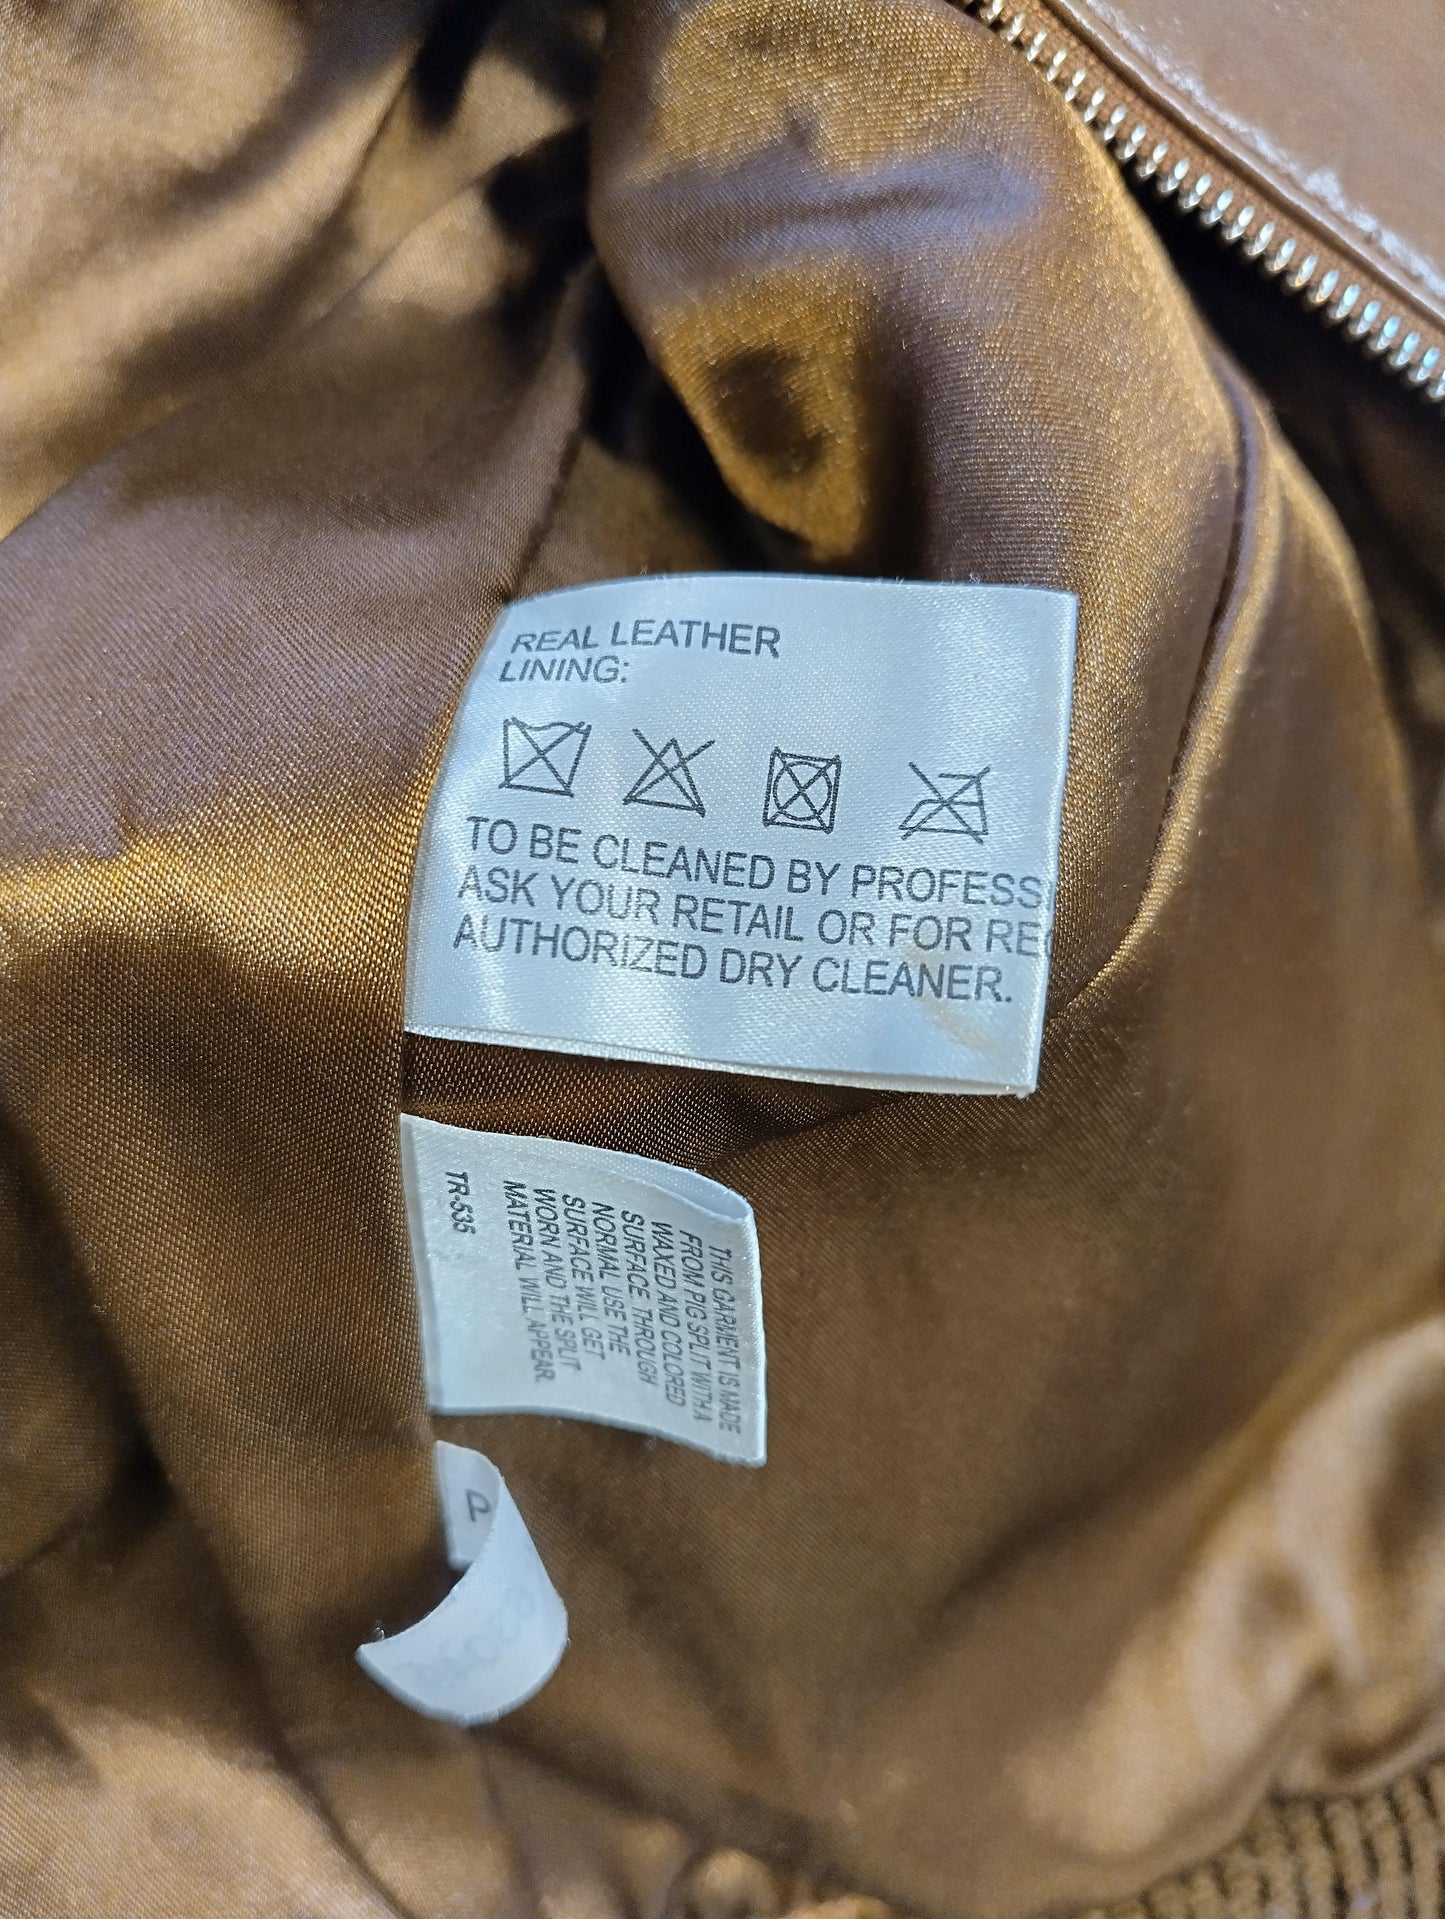 REAL LEATHER
LINING:
TO BE CLEANED BY PROFESS
ASK YOUR RETAIL OR FOR RE
AUTHORIZED DRY CLEANER.
THIS GARMENT IS MADE
FROM PIG SPLIT WITH A
WAXED AND COLORED
SURFACE THROUGH
NORMAL USE THE
SURFACE WILL GET
WORN AND THE SPLIT
MATERIAL WILL APPEAR.
TR-535